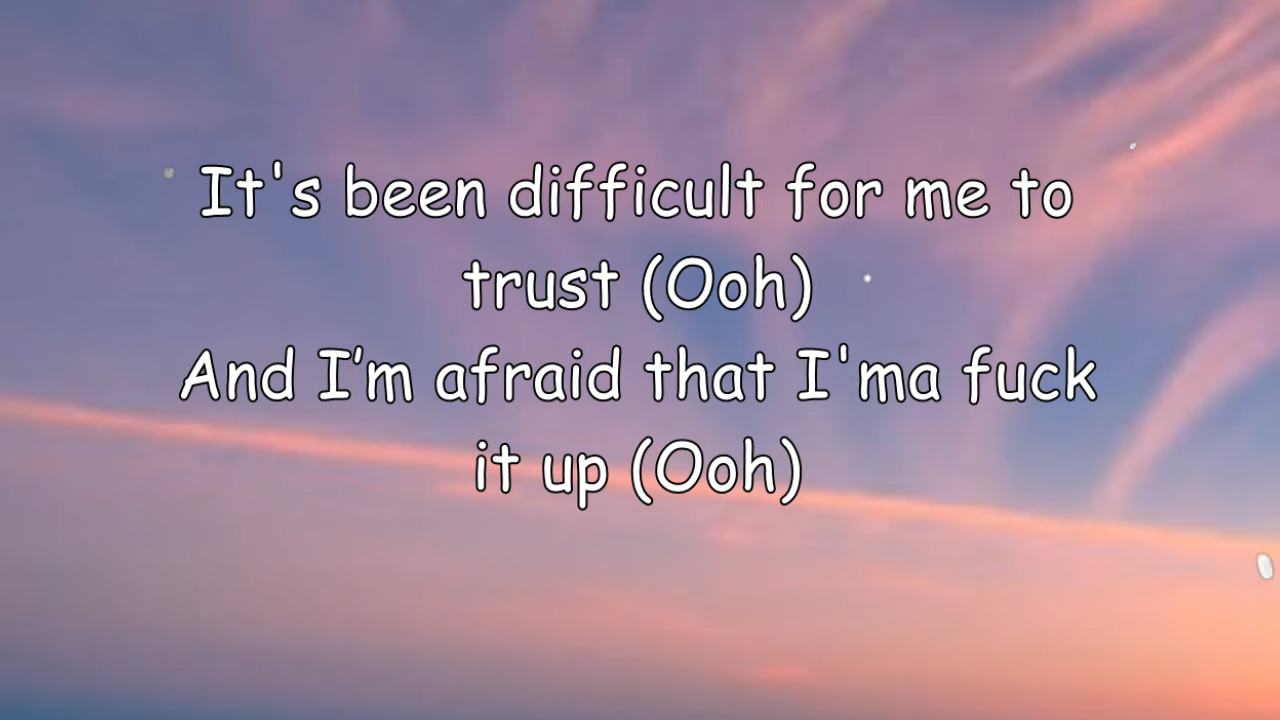 It's been difficult for me to
trust (Ooh)
And I’m afraid that I'ma fuck
it up (Ooh)